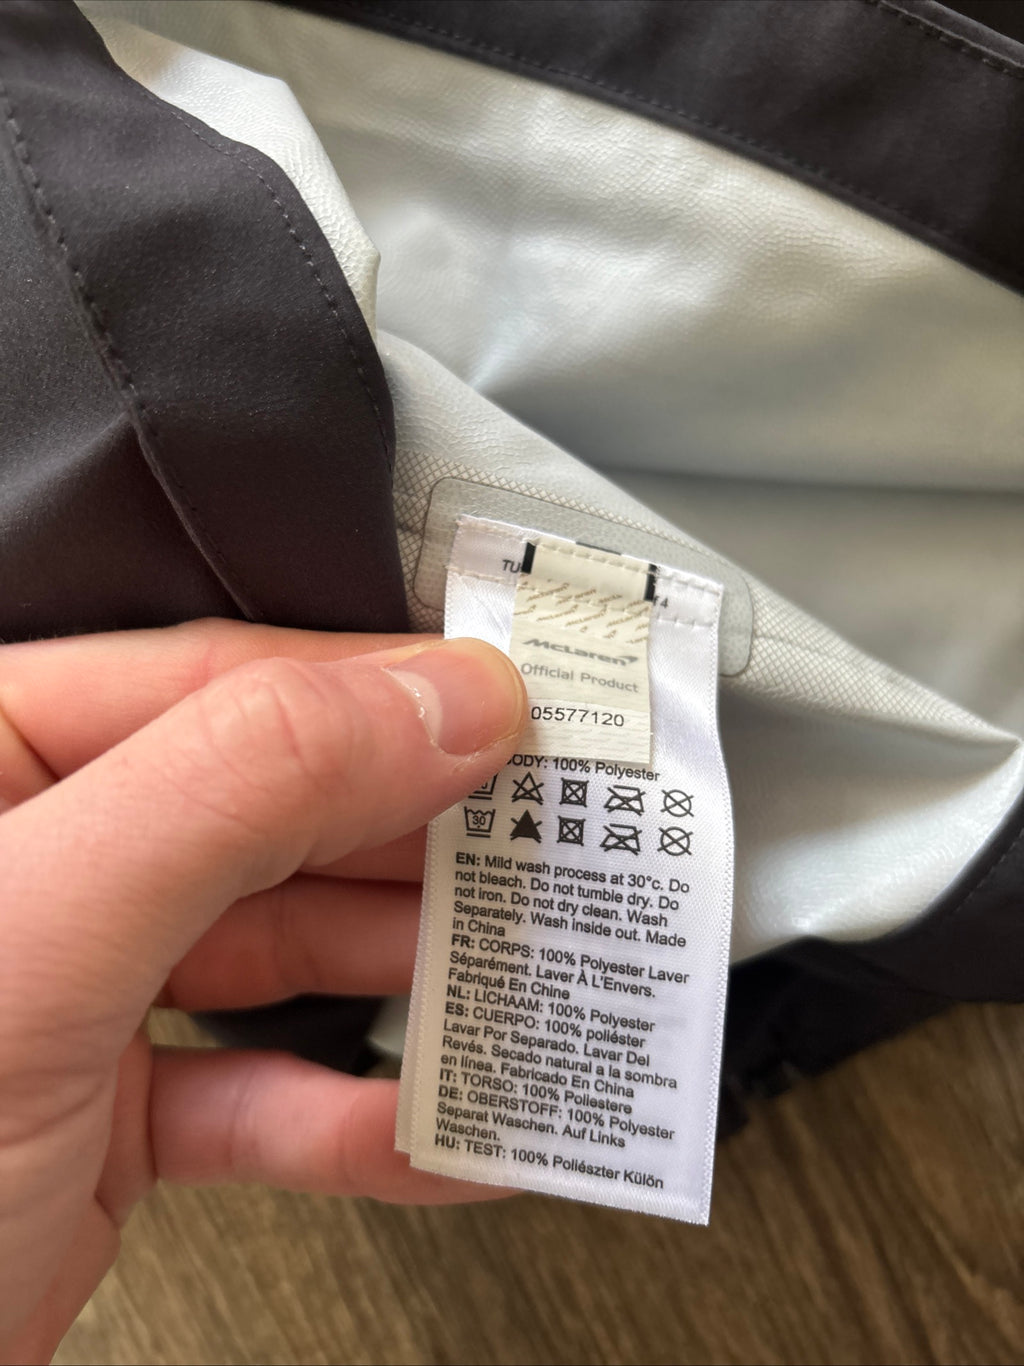 TU
4
McLaren
Official Product
05577120
BODY: 100% Polyester
30
EN: Mild wash process at 30°c. Do
not bleach. Do not tumble dry. Do
not iron. Do not dry clean. Wash
Separately. Wash inside out. Made
in China
FR: CORPS: 100% Polyester Laver
Séparément. Laver À L'Envers.
Fabriqué En Chine
NL: LICHAAM: 100% Polyester
ES: CUERPO: 100% poliéster
Lavar Por Separado. Lavar Del
Revés. Secado natural a la sombra
en línea. Fabricado En China
IT: TORSO: 100% Poliestere
DE: OBERSTOFF: 100% Polyester
Separat Waschen. Auf Links
Waschen.
HU: TEST: 100% Poliészter Külön